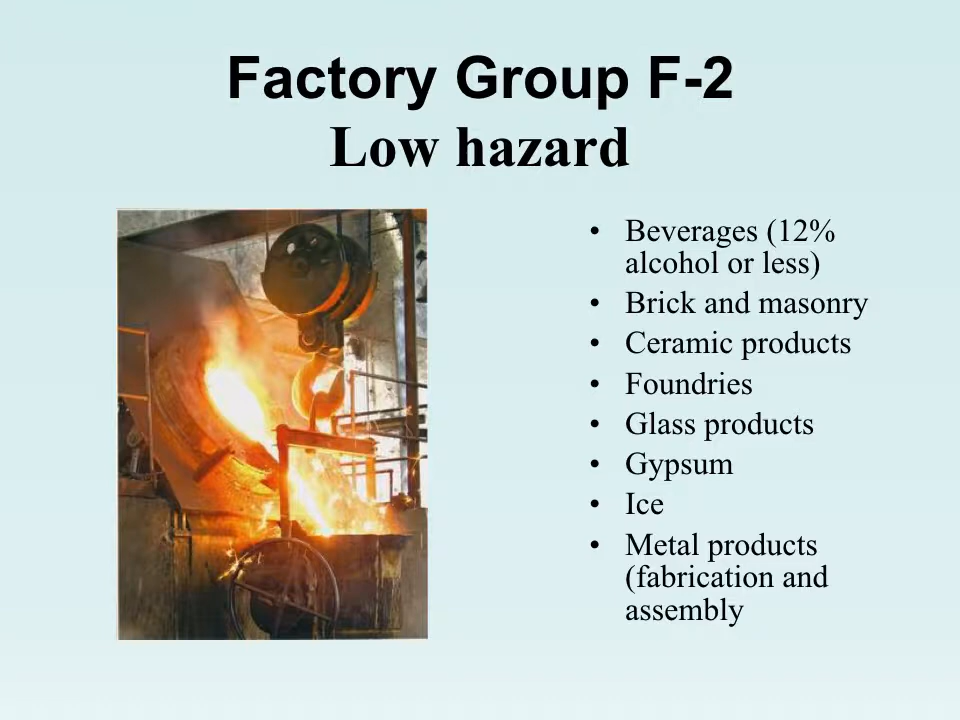 Factory Group F-2
Low hazard
• Beverages (12%
alcohol or less)
• Brick and masonry
• Ceramic products
• Foundries
• Glass products
• Gypsum
• Ice
• Metal products
(fabrication and
assembly